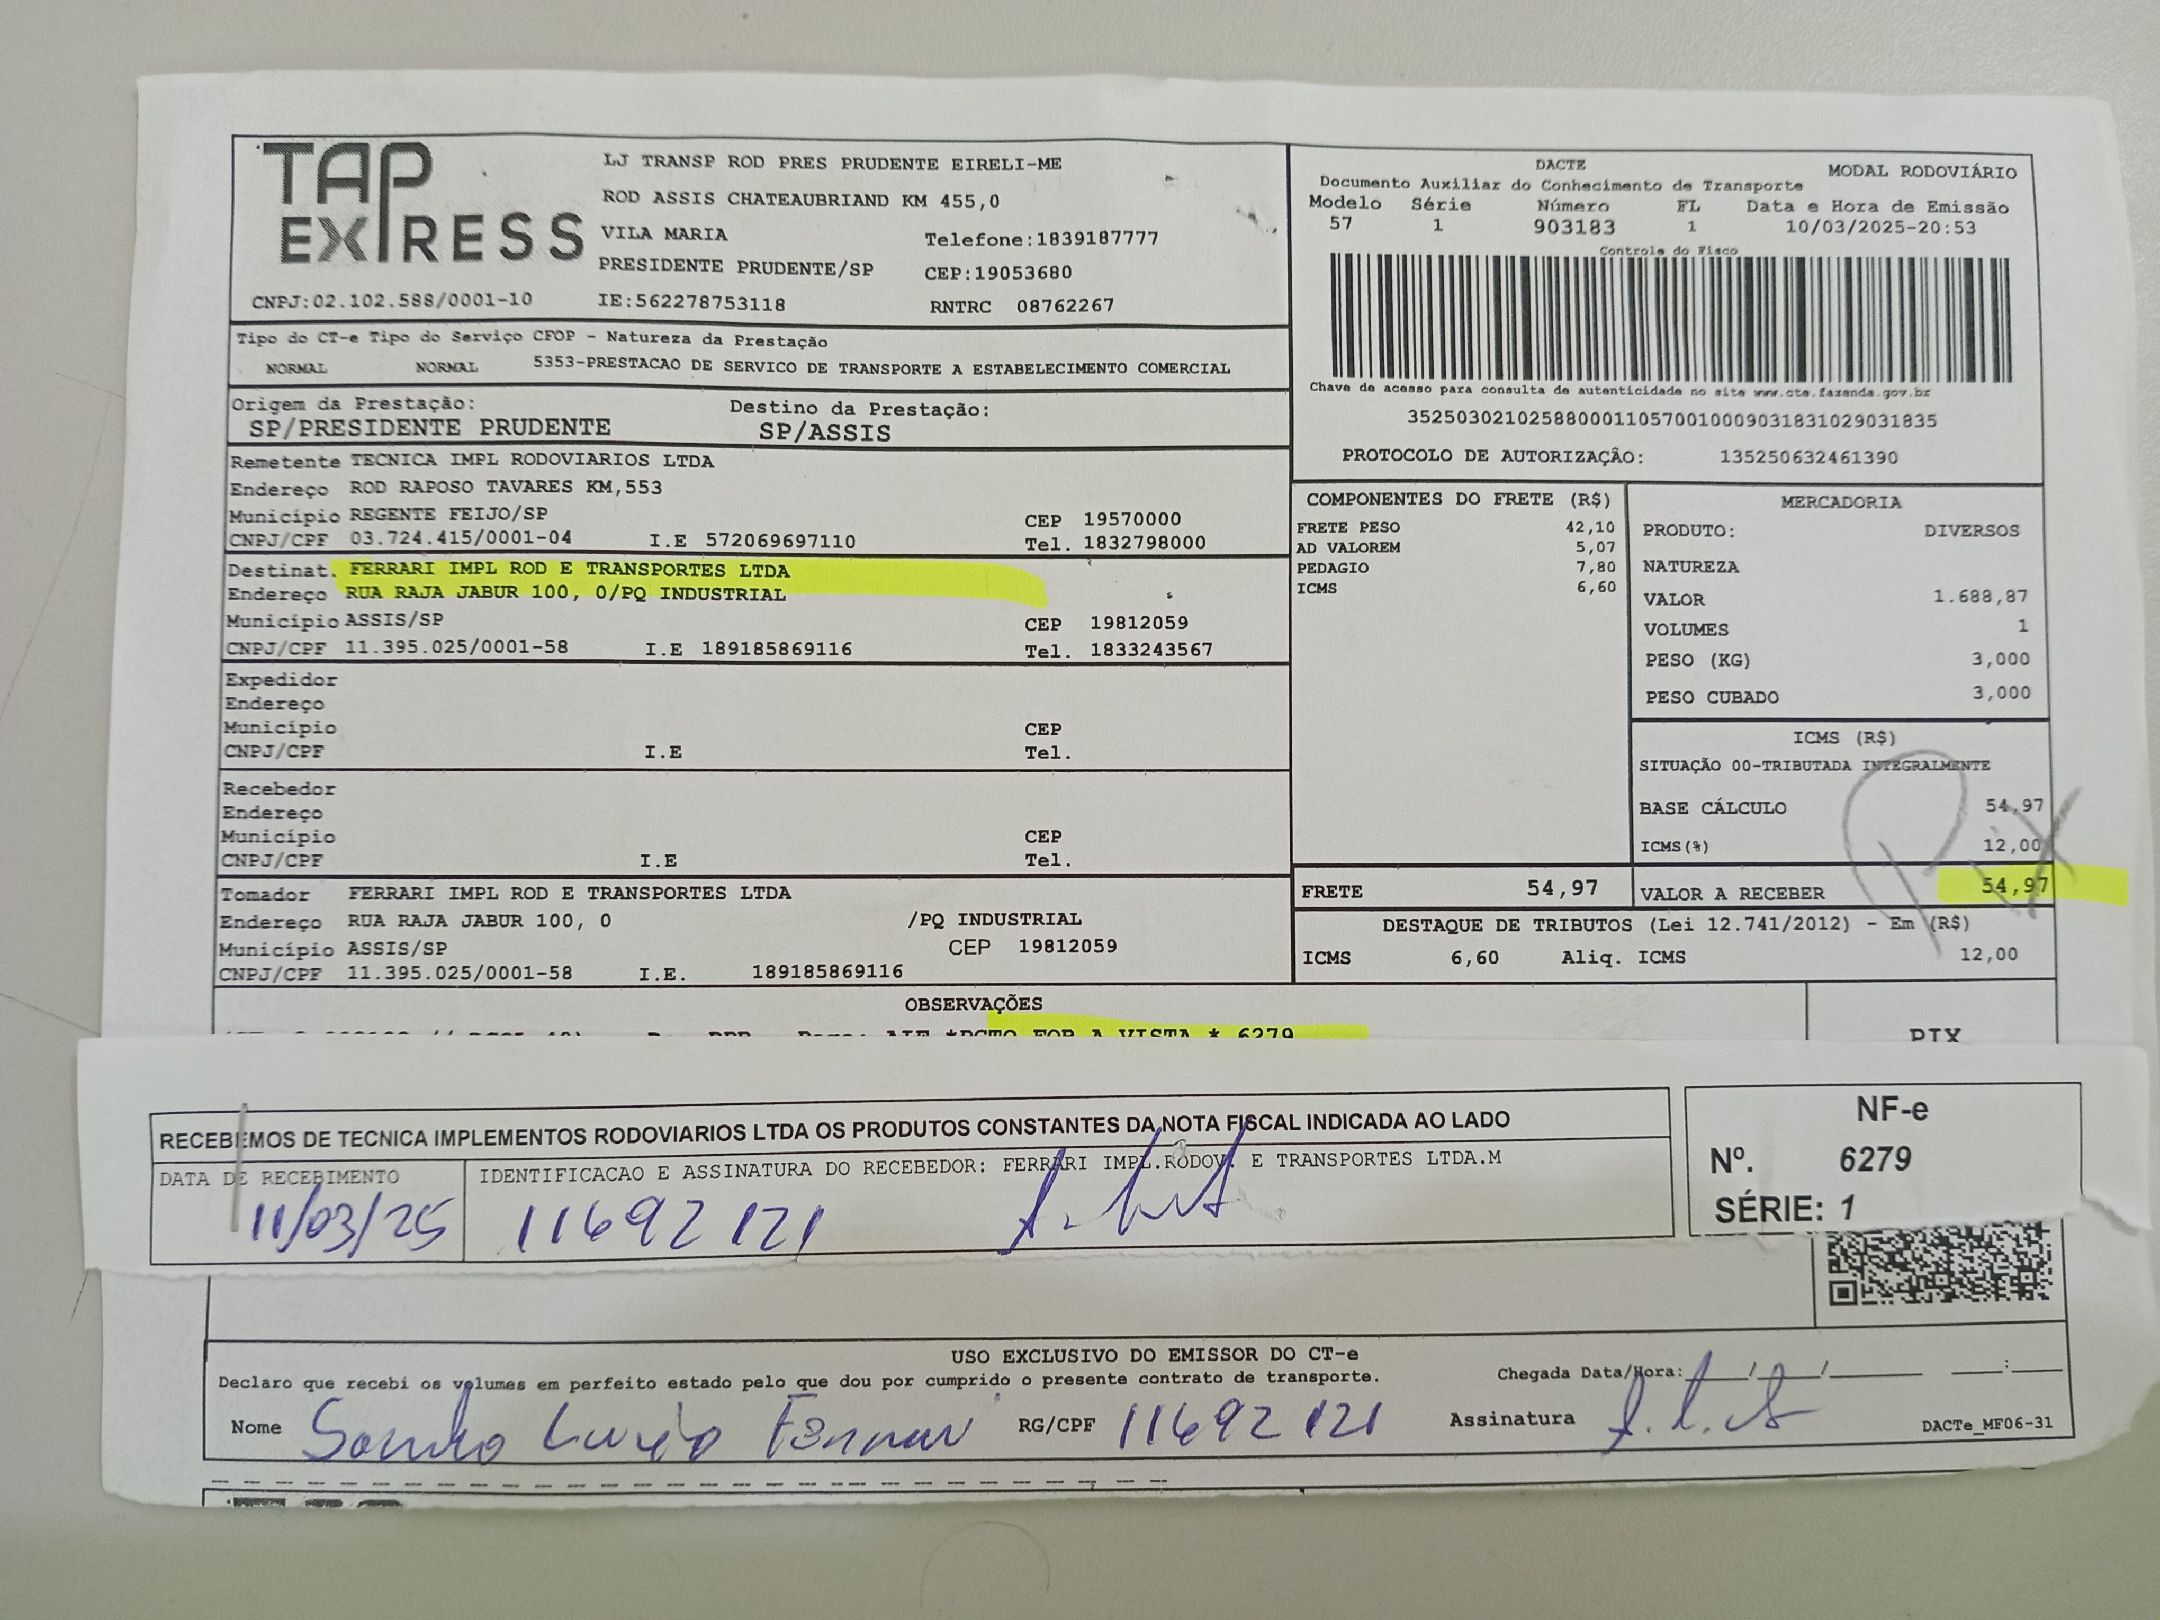 TAP
EXPRESS
CNPJ:02.102.588/0001-10
LJ TRANSP ROD PRES PRUDENTE EIRELI-ME
ROD ASSIS CHATEAUBRIAND KM 455,0
VILA MARIA Telefone:1839187777
PRESIDENTE PRUDENTE/SP CEP:19053680
IE:562278753118 RNTRC 08762267
DACTE MODAL RODOVIÁRIO
Documento Auxiliar do Conhecimento de Transporte
Modelo Série Número FL Data e Hora de Emissão
57 1 903183 1 10/03/2025-20:53
Controle do Fisco
Chave de acesso para consulta de autenticidade no site www.cte.fazenda.gov.br
35250302102588000110570010009031831029031835
PROTOCOLO DE AUTORIZAÇÃO: 135250632461390
Tipo do CT-e Tipo do Serviço CFOP - Natureza da Prestação
NORMAL NORMAL 5353-PRESTACAO DE SERVICO DE TRANSPORTE A ESTABELECIMENTO COMERCIAL
Origem da Prestação: Destino da Prestação:
SP/PRESIDENTE PRUDENTE SP/ASSIS
Remetente TECNICA IMPL RODOVIARIOS LTDA
Endereço ROD RAPOSO TAVARES KM,553
Município REGENTE FEIJO/SP CEP 19570000
CNPJ/CPF 03.724.415/0001-04 I.E 572069697110 Tel. 1832798000
Destinat. FERRARI IMPL ROD E TRANSPORTES LTDA
Endereço RUA RAJA JABUR 100, 0/PQ INDUSTRIAL
Município ASSIS/SP CEP 19812059
CNPJ/CPF 11.395.025/0001-58 I.E 189185869116 Tel. 1833243567
Expedidor
Endereço
Município CEP
CNPJ/CPF I.E Tel.
Recebedor
Endereço
Município CEP
CNPJ/CPF I.E Tel.
Tomador FERRARI IMPL ROD E TRANSPORTES LTDA
Endereço RUA RAJA JABUR 100, 0 /PQ INDUSTRIAL
Município ASSIS/SP CEP 19812059
CNPJ/CPF 11.395.025/0001-58 I.E. 189185869116
COMPONENTES DO FRETE (R$)
FRETE PESO 42,10
AD VALOREM 5,07
PEDAGIO 7,80
ICMS 6,60
MERCADORIA
PRODUTO: DIVERSOS
NATUREZA
VALOR 1.688,87
VOLUMES 1
PESO (KG) 3,000
PESO CUBADO 3,000
ICMS (R$)
SITUAÇÃO 00-TRIBUTADA INTEGRALMENTE
BASE CÁLCULO 54,97
ICMS(%) 12,00
Pix
FRETE 54,97 VALOR A RECEBER 54,97
DESTAQUE DE TRIBUTOS (Lei 12.741/2012) - Em (R$)
ICMS 6,60 Aliq. ICMS 12,00
OBSERVAÇÕES
FOB A VISTA * 6279
PIX
RECEBEMOS DE TECNICA IMPLEMENTOS RODOVIARIOS LTDA OS PRODUTOS CONSTANTES DA NOTA FISCAL INDICADA AO LADO
DATA DE RECEBIMENTO IDENTIFICACAO E ASSINATURA DO RECEBEDOR: FERRARI IMPL.RODOV. E TRANSPORTES LTDA.M
11/03/25 11692121
NF-e
Nº. 6279
SÉRIE: 1
USO EXCLUSIVO DO EMISSOR DO CT-e
Declaro que recebi os volumes em perfeito estado pelo que dou por cumprido o presente contrato de transporte.
Chegada Data/Hora:___/___/_____ ___:___
Nome RG/CPF 11692121 Assinatura
DACTe_MF06-31